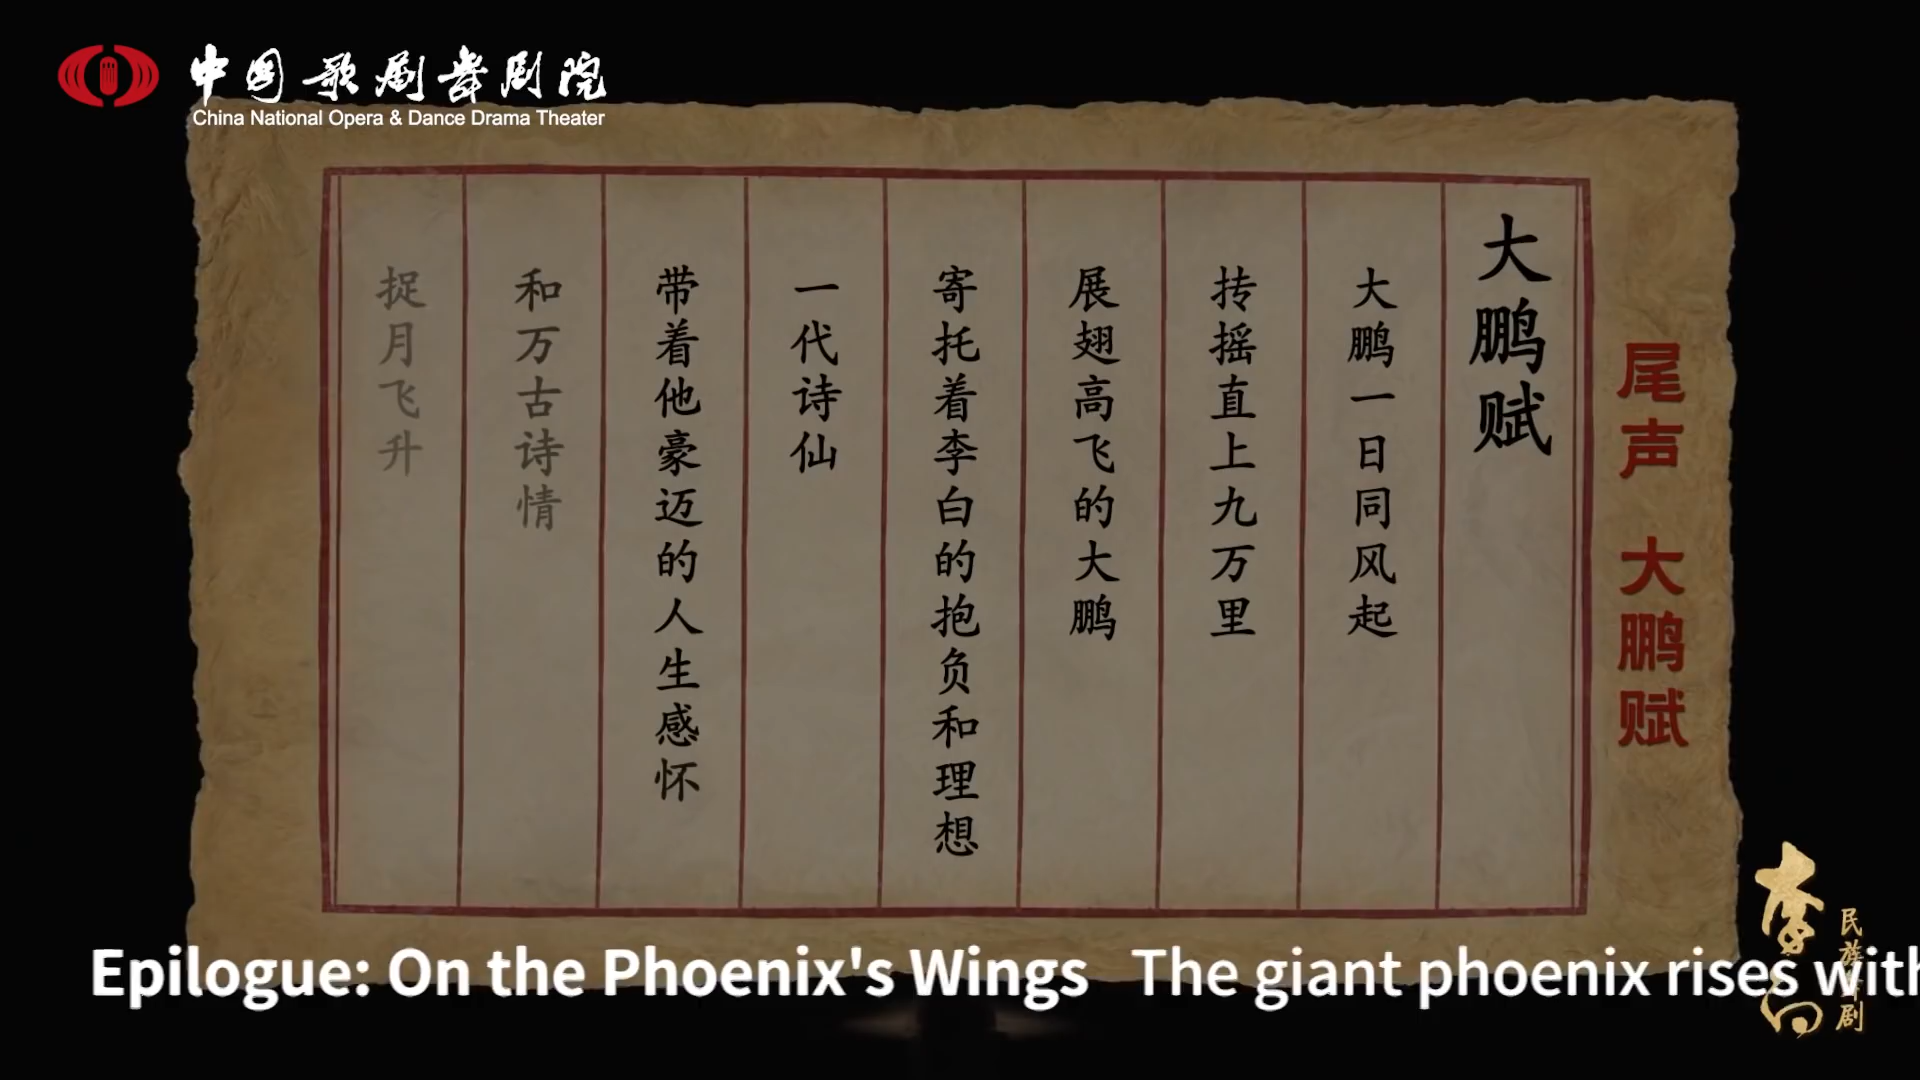 中国歌剧舞剧院
China National Opera & Dance Drama Theater
尾声 大鹏赋
大鹏赋
大鹏一日同风起
抟摇直上九万里
展翅高飞的大鹏
寄托着李白的抱负和理想
一代诗仙
带着他豪迈的人生感怀
和万古诗情
捉月飞升
Epilogue: On the Phoenix's Wings The giant phoenix rises with
李白
民族舞剧